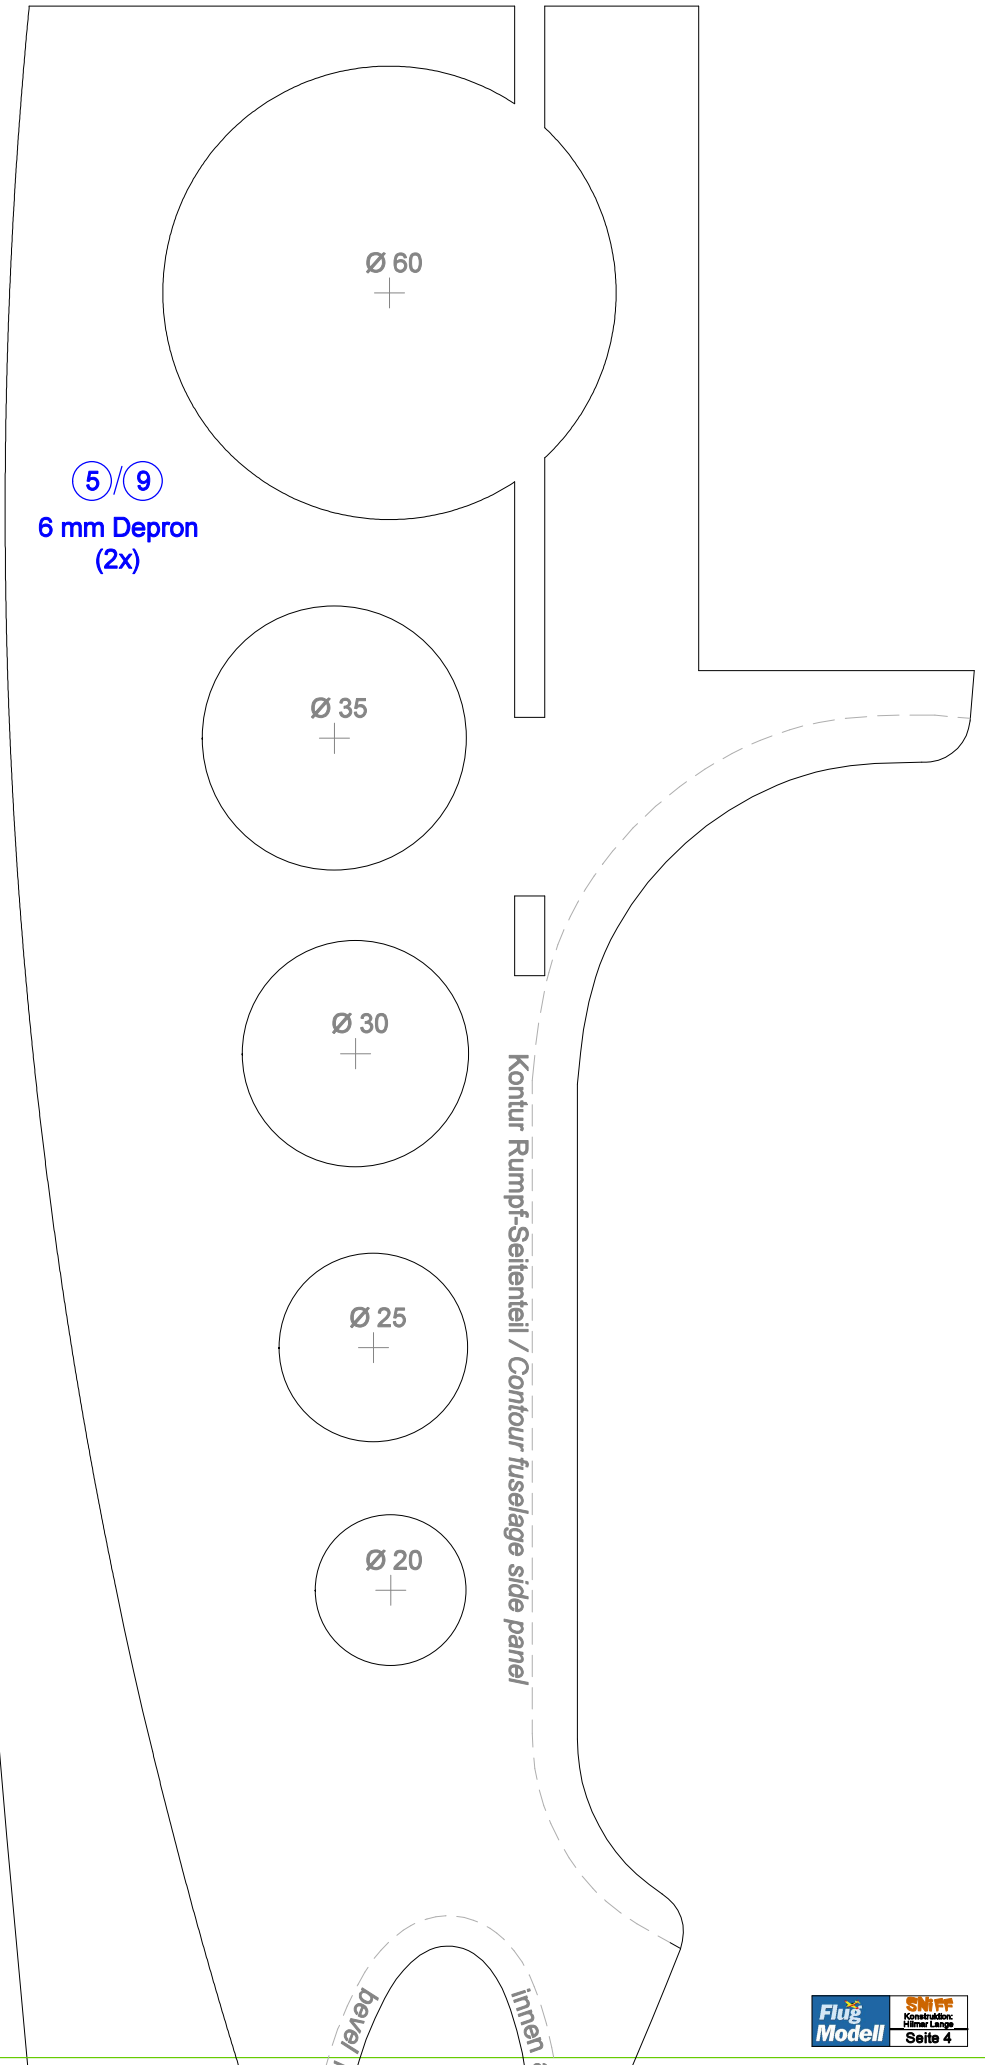 Ø 60
5/9
6 mm Depron
(2x)
Ø 35
Ø 30
Kontur Rumpf-Seitenteil / Contour fuselage side panel
Ø 25
Ø 20
bevel
innen
Flug
Modell
SNIFF
Konstruktion:
Hilmar Lange
Seite 4